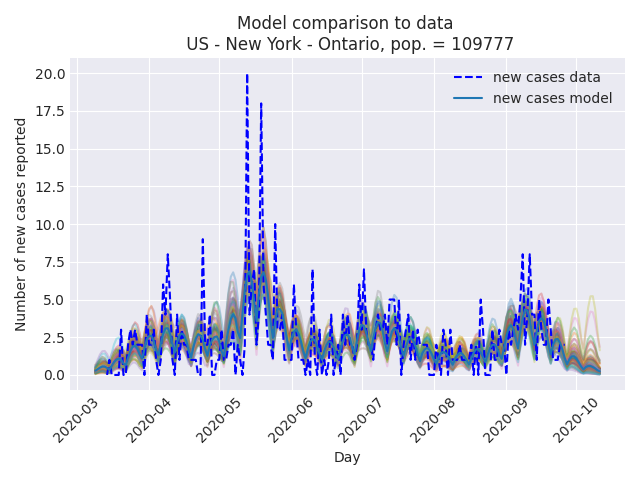 Model comparison to data
US - New York - Ontario, pop. = 109777
new cases data
new cases model
Number of new cases reported
20.0
17.5
15.0
12.5
10.0
7.5
5.0
2.5
0.0
2020-03
2020-04
2020-05
2020-06
2020-07
2020-08
2020-09
2020-10
Day